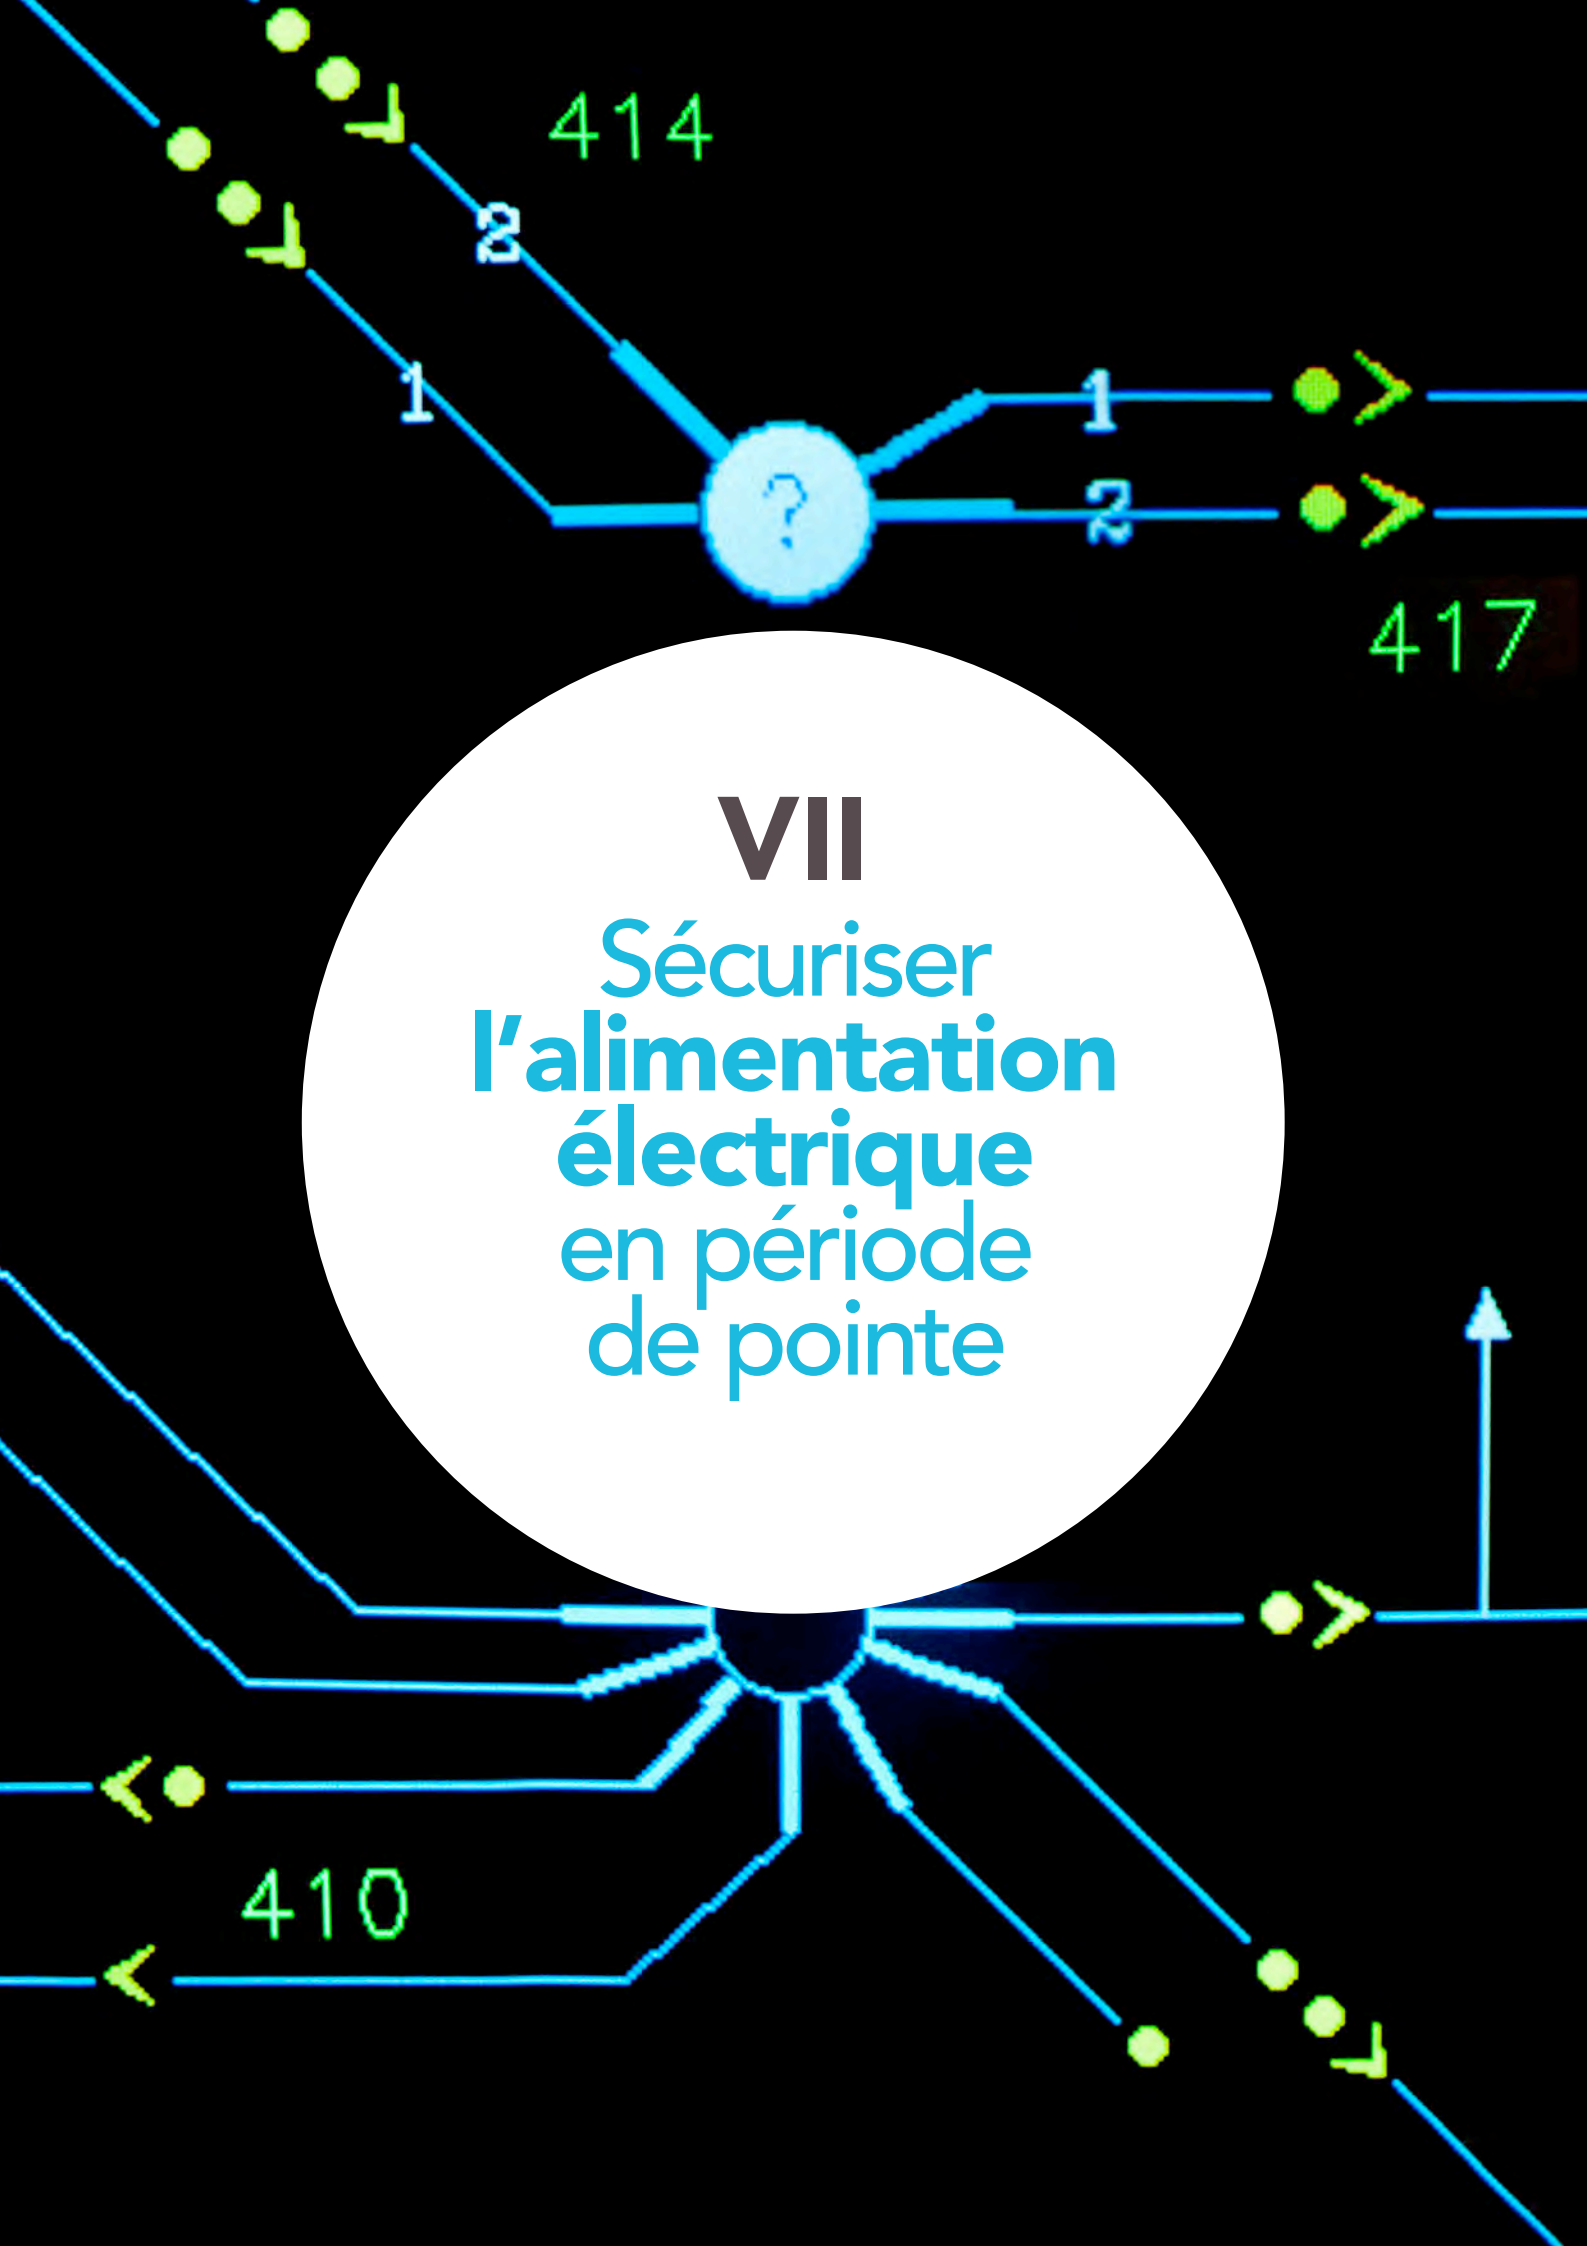 414
2
1
1
?
2
417
VII
Sécuriser
l'alimentation
électrique
en période
de pointe
410